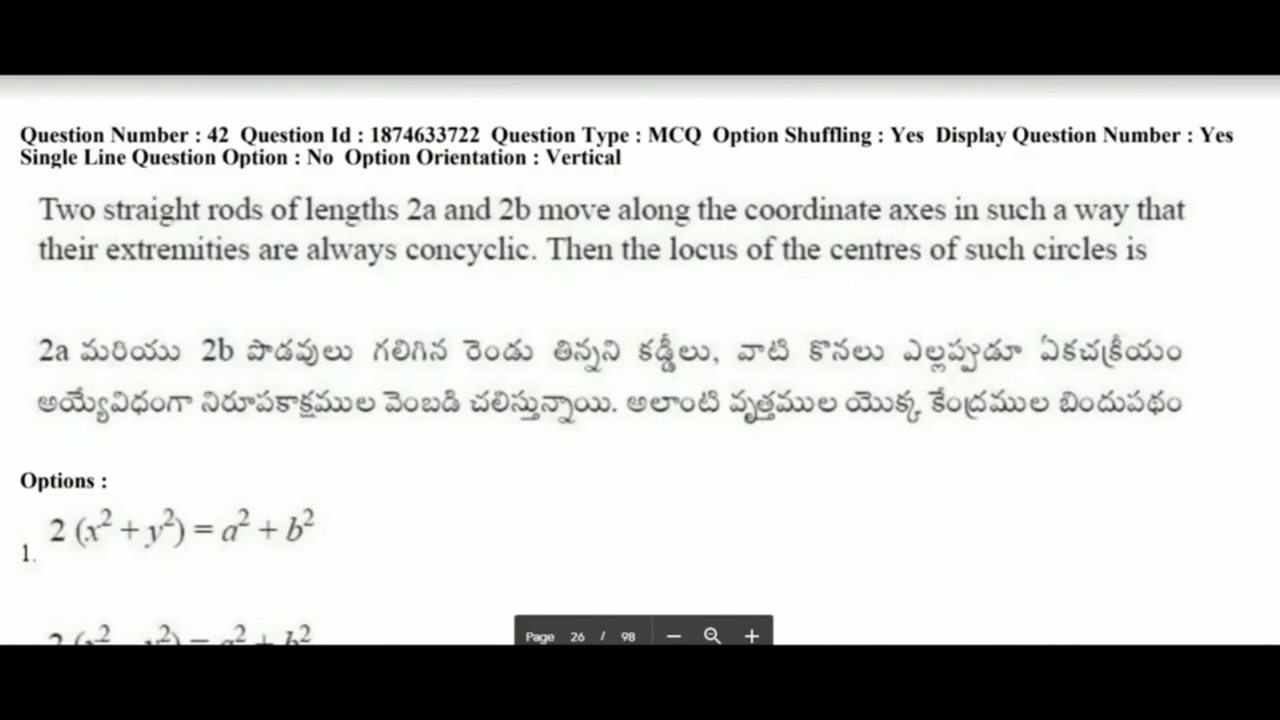 Question Number : 42 Question Id : 1874633722 Question Type : MCQ Option Shuffling : Yes Display Question Number : Yes
Single Line Question Option : No Option Orientation : Vertical
Two straight rods of lengths 2a and 2b move along the coordinate axes in such a way that
their extremities are always concyclic. Then the locus of the centres of such circles is
2a మరియు 2b పొడవులు గలిగిన రెండు తిన్నని కడ్డీలు, వాటి కొనలు ఎల్లప్పుడూ ఏకచక్రీయం
అయ్యేవిధంగా నిరూపకాక్షముల వెంబడి చలిస్తున్నాయి. అలాంటి వృత్తముల యొక్క కేంద్రముల బిందుపథం
Options :
2 (x² + y²) = a² + b²
1.
Page 26 / 98 − +